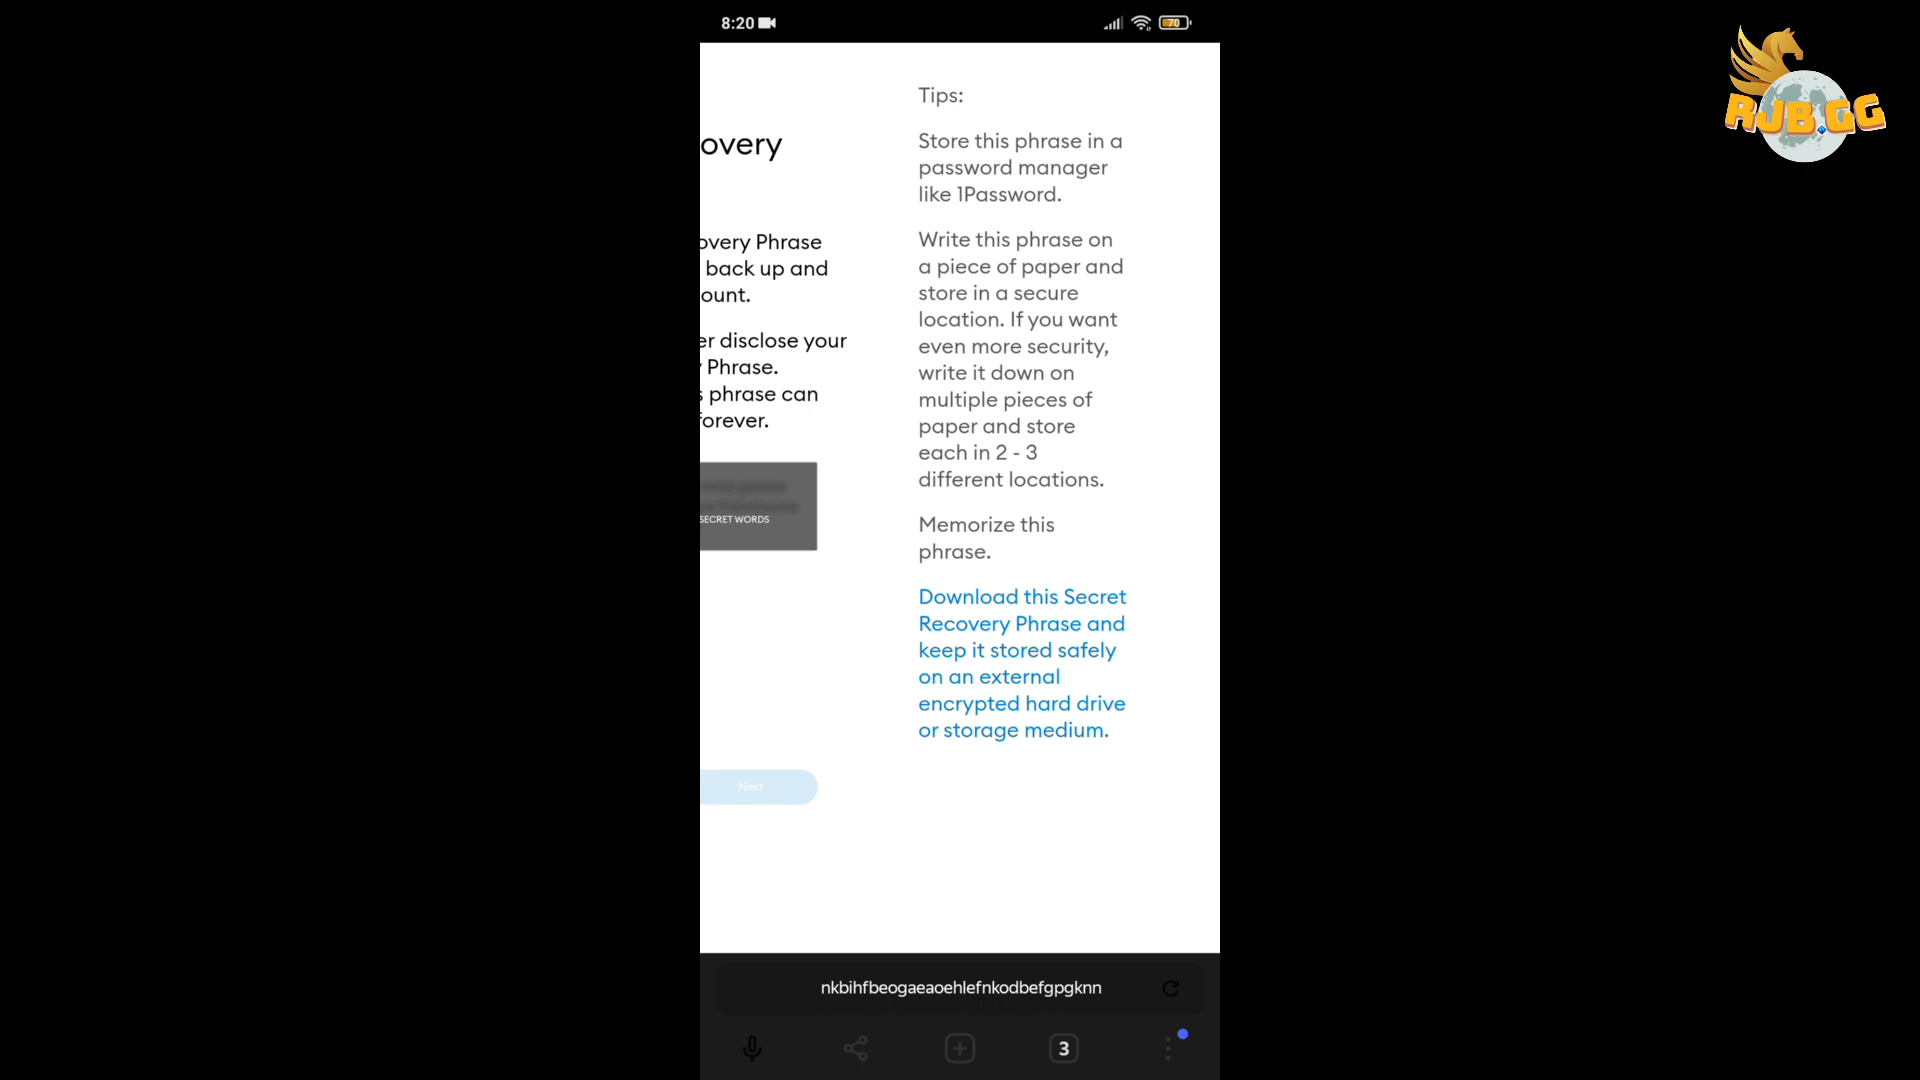 8:20
70
RJB.GG
overy
overy Phrase
back up and
ount.
er disclose your
Phrase.
s phrase can
forever.
SECRET WORDS
Next
Tips:
Store this phrase in a
password manager
like 1Password.
Write this phrase on
a piece of paper and
store in a secure
location. If you want
even more security,
write it down on
multiple pieces of
paper and store
each in 2 - 3
different locations.
Memorize this
phrase.
Download this Secret
Recovery Phrase and
keep it stored safely
on an external
encrypted hard drive
or storage medium.
nkbihfbeogaeaoehlefnkodbefgpgknn
3